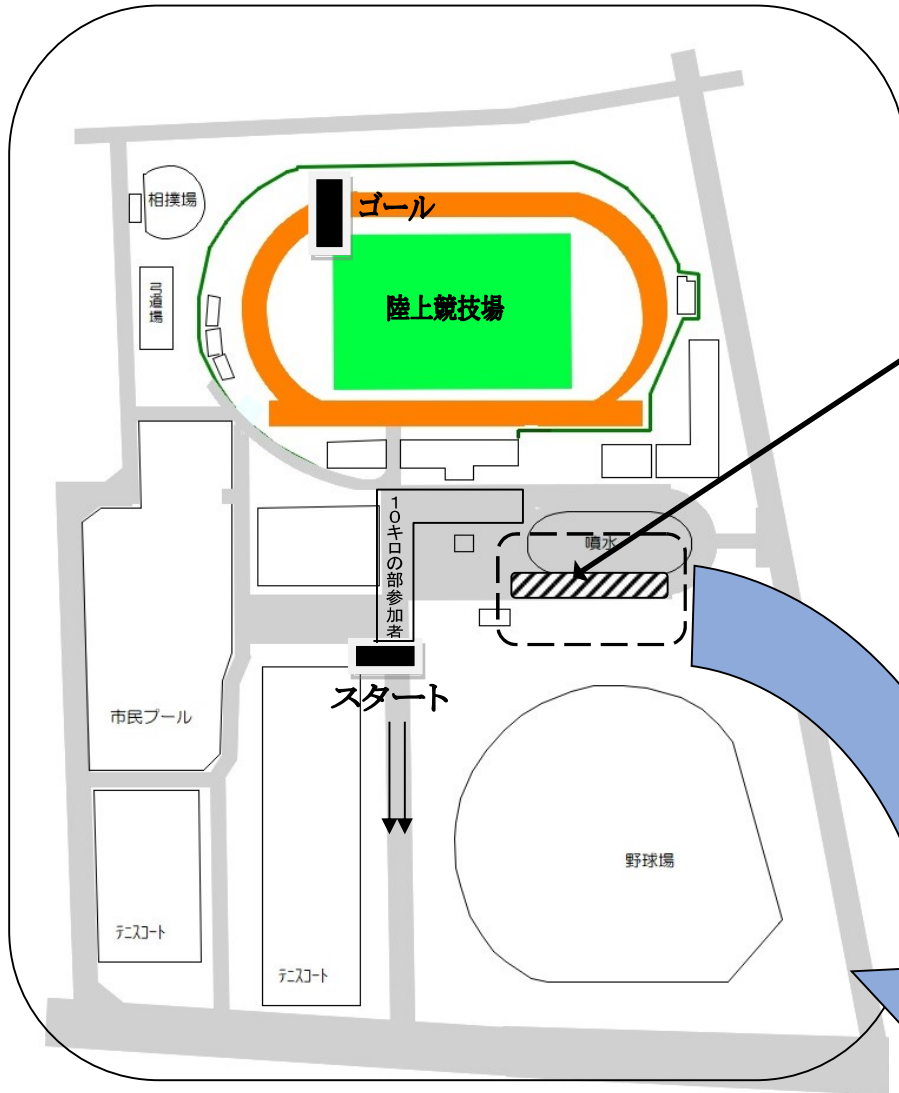 相撲場
ゴール
弓道場
陸上競技場
10キロの部参加者
噴水
スタート
市民プール
野球場
テニスコート
テニスコート